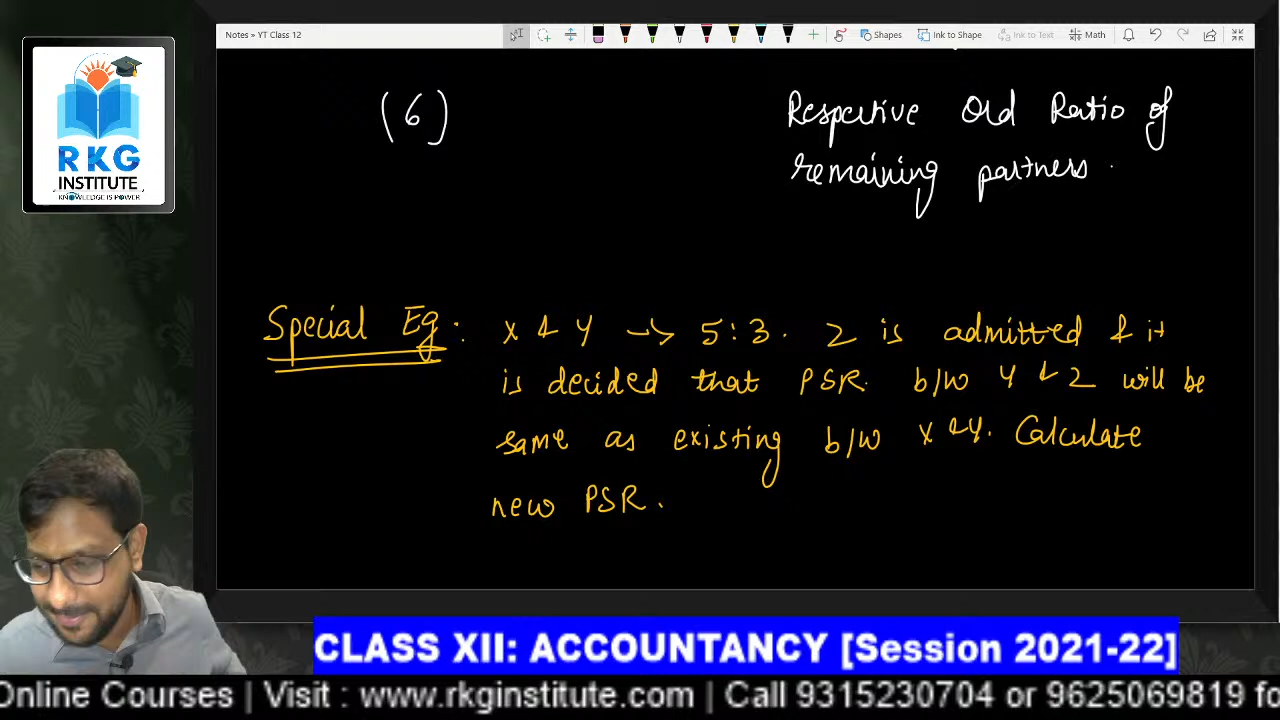 Notes » YT Class 12
Shapes
Ink to Shape
Ink to Text
Math
RKG
INSTITUTE
KNOWLEDGE IS POWER
(6)
Respective Old Ratio of
remaining partners.
Special Eg: X & Y → 5:3. Z is admitted & it
is decided that PSR b/w Y & Z will be
same as existing b/w X & Y. Calculate
new PSR.
CLASS XII: ACCOUNTANCY [Session 2021-22]
Online Courses | Visit : www.rkginstitute.com | Call 9315230704 or 9625069819 fo